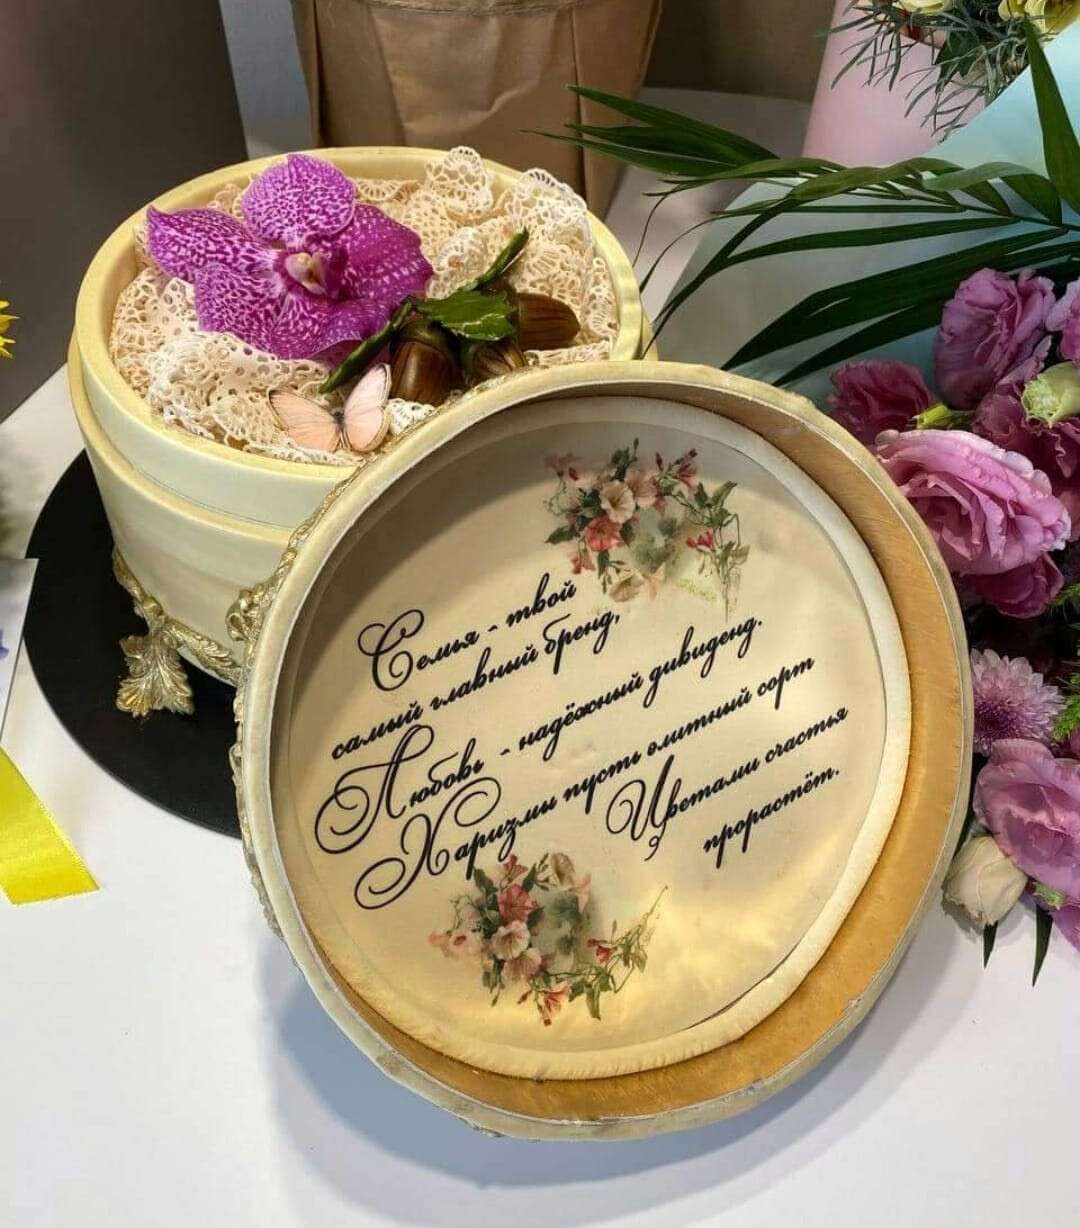 Семья - твой
самый главный бренд,
Любовь - надёжный дивиденд.
Харизмы пусть элитный сорт
Цветами счастья
прорастёт.